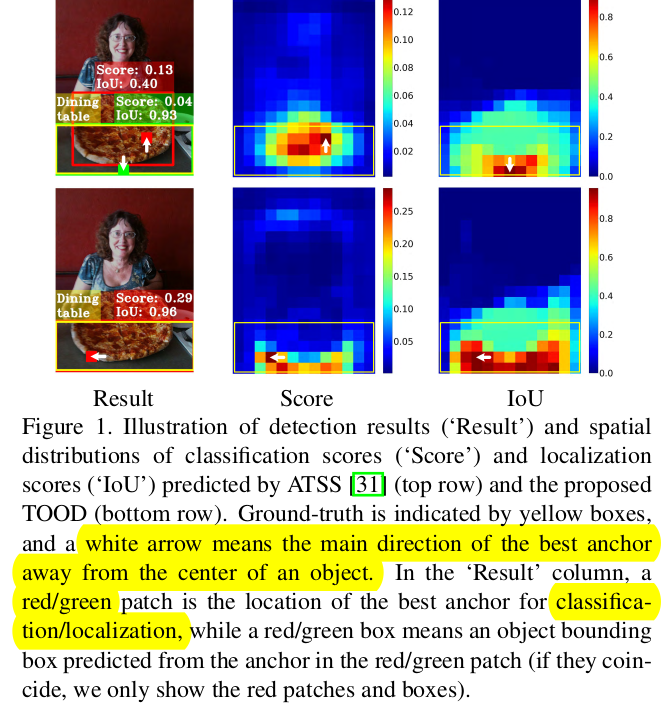 Score: 0.13
IoU: 0.40
Dining
table
Score: 0.04
IoU: 0.93
0.12
0.10
0.08
0.06
0.04
0.02
0.8
0.6
0.4
0.2
0.0
Dining
table
Score: 0.29
IoU: 0.96
0.25
0.20
0.15
0.10
0.05
0.8
0.6
0.4
0.2
0.0
Result
Score
IoU
Figure 1. Illustration of detection results (‘Result’) and spatial
distributions of classification scores (‘Score’) and localization
scores (‘IoU’) predicted by ATSS [31] (top row) and the proposed
TOOD (bottom row). Ground-truth is indicated by yellow boxes,
and a white arrow means the main direction of the best anchor
away from the center of an object. In the ‘Result’ column, a
red/green patch is the location of the best anchor for classifica-
tion/localization, while a red/green box means an object bounding
box predicted from the anchor in the red/green patch (if they coin-
cide, we only show the red patches and boxes).